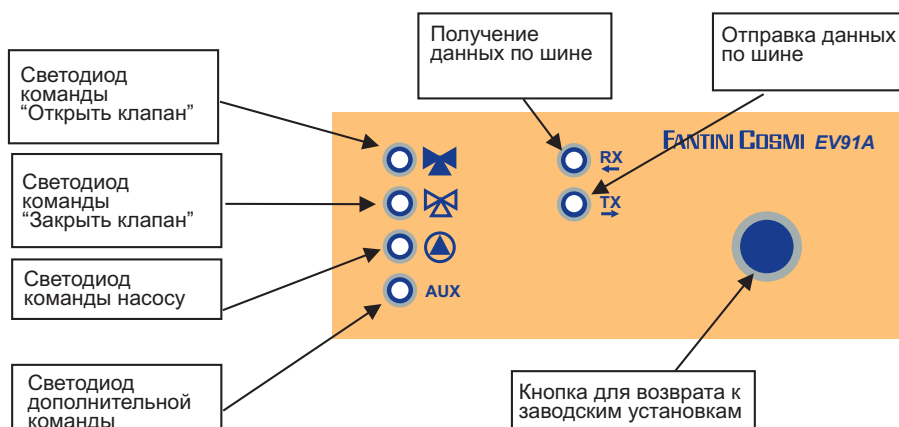 Получение
данных по шине
Отправка данных
по шине
Светодиод
команды
“Открыть клапан”
Светодиод
команды
“Закрыть клапан”
Светодиод
команды насосу
Светодиод
дополнительной
команды
RX
TX
AUX
FANTINI COSMI EV91A
Кнопка для возврата к
заводским установкам